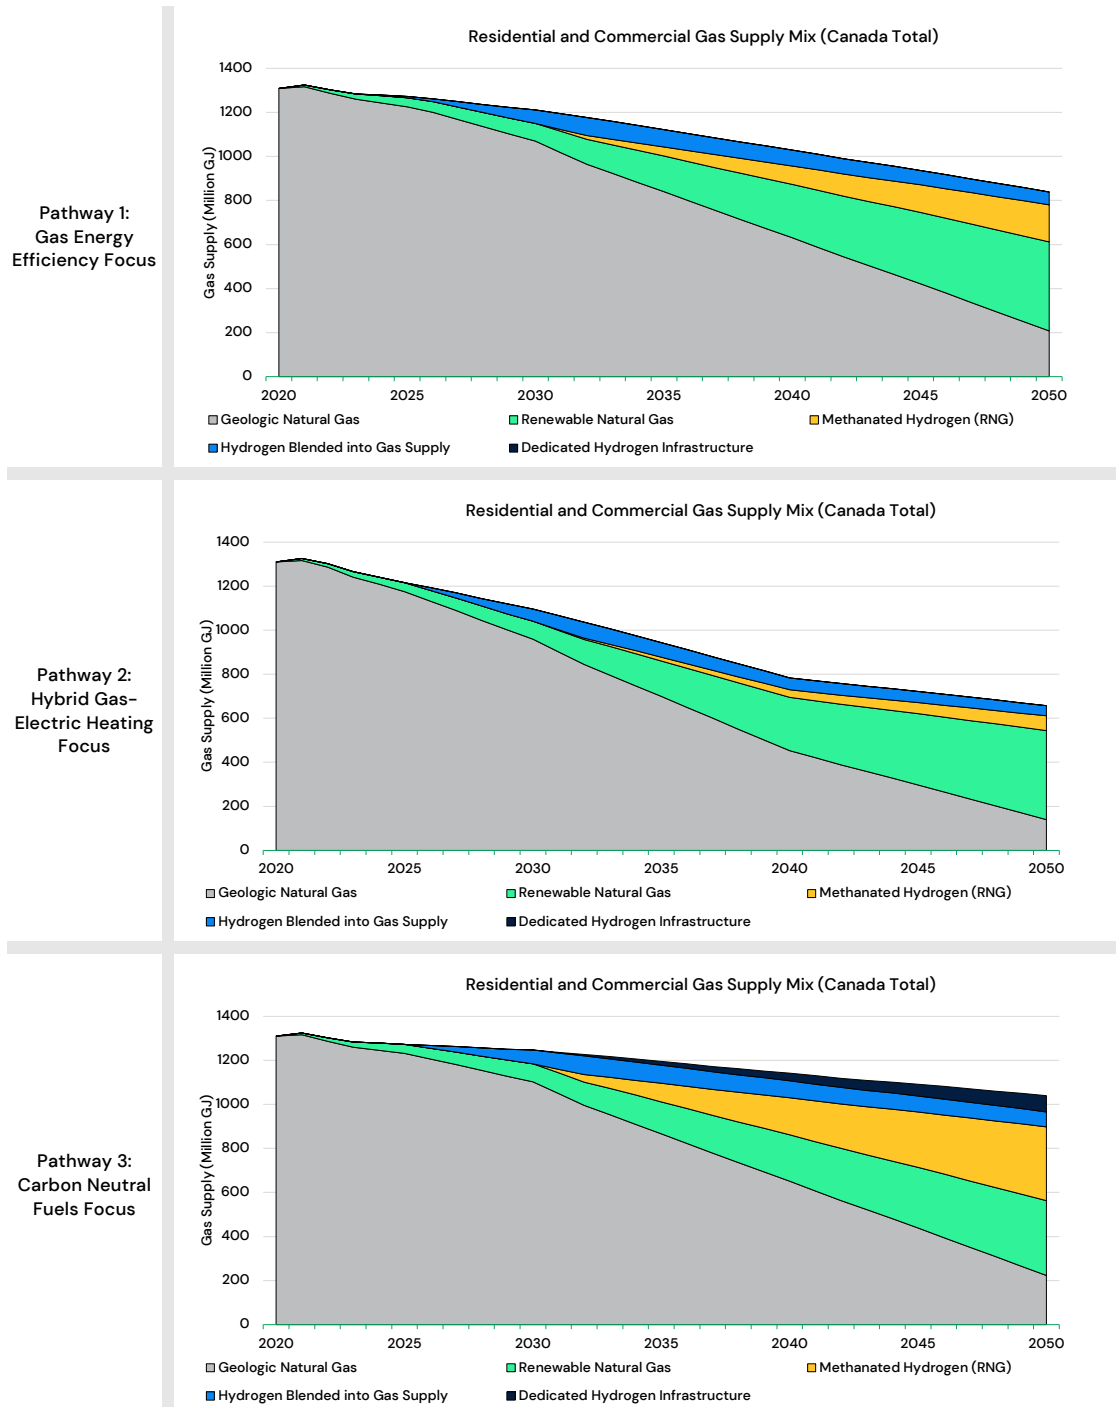 Residential and Commercial Gas Supply Mix (Canada Total)
Pathway 1:
Gas Energy
Efficiency Focus
Gas Supply (Million GJ)
1400
1200
1000
800
600
400
200
0
2020 2025 2030 2035 2040 2045 2050
Geologic Natural Gas Renewable Natural Gas Methanated Hydrogen (RNG)
Hydrogen Blended into Gas Supply Dedicated Hydrogen Infrastructure
Residential and Commercial Gas Supply Mix (Canada Total)
Pathway 2:
Hybrid Gas-
Electric Heating
Focus
Gas Supply (Million GJ)
1400
1200
1000
800
600
400
200
0
2020 2025 2030 2035 2040 2045 2050
Geologic Natural Gas Renewable Natural Gas Methanated Hydrogen (RNG)
Hydrogen Blended into Gas Supply Dedicated Hydrogen Infrastructure
Residential and Commercial Gas Supply Mix (Canada Total)
Pathway 3:
Carbon Neutral
Fuels Focus
Gas Supply (Million GJ)
1400
1200
1000
800
600
400
200
0
2020 2025 2030 2035 2040 2045 2050
Geologic Natural Gas Renewable Natural Gas Methanated Hydrogen (RNG)
Hydrogen Blended into Gas Supply Dedicated Hydrogen Infrastructure